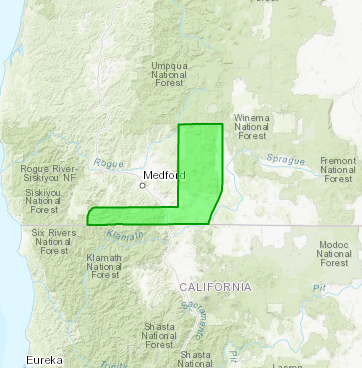 Forest
Umpqua
National
Forest
Winema
National
Forest
Rogue
Medford
Sprague
Fremont
National
Forest
Rogue River-
Siskiyou NF
Siskiyou
National
Forest
Six Rivers
National
Forest
Klamath
Klamath
National
Forest
Modoc
National
Forest
CALIFORNIA
Pit
Sacramento
Shasta
National
Forest
Eureka
Trinity
Shasta
National
Pit
Lassen